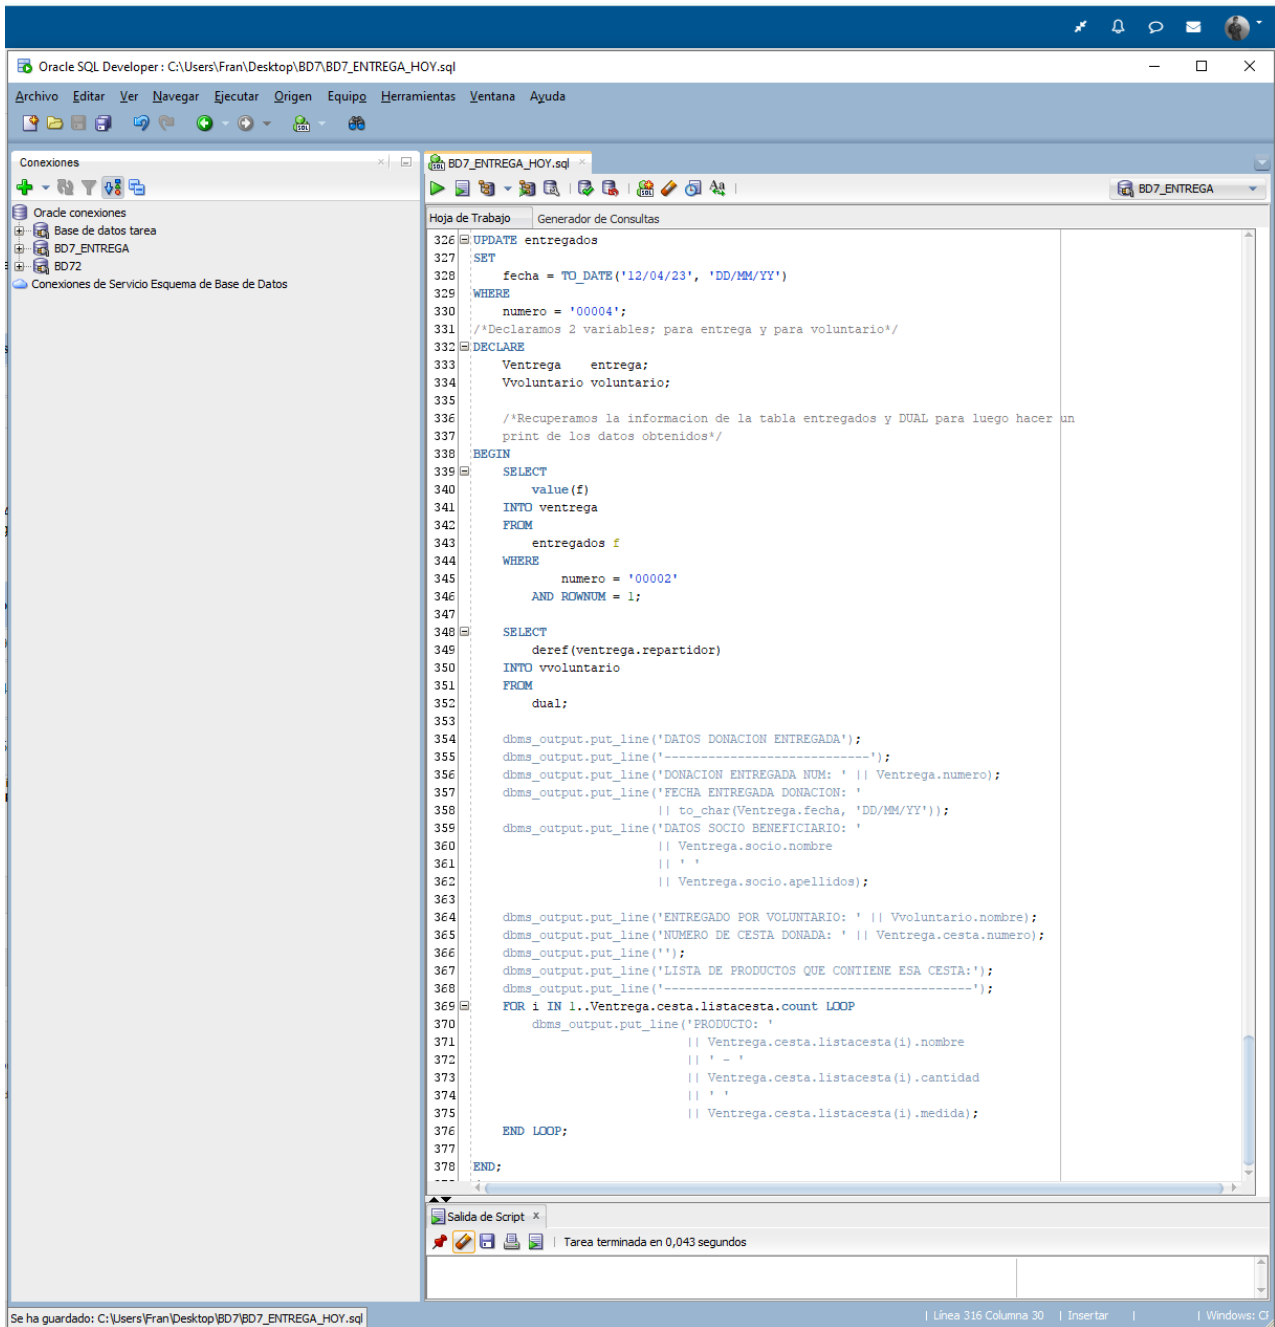 Oracle SQL Developer : C:\Users\Fran\Desktop\BD7\BD7_ENTREGA_HOY.sql
Archivo Editar Ver Navegar Ejecutar Origen Equipo Herramientas Ventana Ayuda
Conexiones
Oracle conexiones
Base de datos tarea
BD7_ENTREGA
BD72
Conexiones de Servicio Esquema de Base de Datos
BD7_ENTREGA_HOY.sql
BD7_ENTREGA
Hoja de Trabajo Generador de Consultas
326 UPDATE entregados
327 SET
328 fecha = TO_DATE('12/04/23', 'DD/MM/YY')
329 WHERE
330 numero = '00004';
331 /*Declaramos 2 variables; para entrega y para voluntario*/
332 DECLARE
333 Ventrega entrega;
334 Vvoluntario voluntario;
335
336 /*Recuperamos la informacion de la tabla entregados y DUAL para luego hacer un
337 print de los datos obtenidos*/
338 BEGIN
339 SELECT
340 value(f)
341 INTO ventrega
342 FROM
343 entregados f
344 WHERE
345 numero = '00002'
346 AND ROWNUM = 1;
347
348 SELECT
349 deref(ventrega.repartidor)
350 INTO vvoluntario
351 FROM
352 dual;
353
354 dbms_output.put_line('DATOS DONACION ENTREGADA');
355 dbms_output.put_line('----------------------------');
356 dbms_output.put_line('DONACION ENTREGADA NUM: ' || Ventrega.numero);
357 dbms_output.put_line('FECHA ENTREGADA DONACION: '
358 || to_char(Ventrega.fecha, 'DD/MM/YY'));
359 dbms_output.put_line('DATOS SOCIO BENEFICIARIO: '
360 || Ventrega.socio.nombre
361 || ' '
362 || Ventrega.socio.apellidos);
363
364 dbms_output.put_line('ENTREGADO POR VOLUNTARIO: ' || Vvoluntario.nombre);
365 dbms_output.put_line('NUMERO DE CESTA DONADA: ' || Ventrega.cesta.numero);
366 dbms_output.put_line('');
367 dbms_output.put_line('LISTA DE PRODUCTOS QUE CONTIENE ESA CESTA:');
368 dbms_output.put_line('------------------------------------------');
369 FOR i IN 1..Ventrega.cesta.listacesta.count LOOP
370 dbms_output.put_line('PRODUCTO: '
371 || Ventrega.cesta.listacesta(i).nombre
372 || ' - '
373 || Ventrega.cesta.listacesta(i).cantidad
374 || ' '
375 || Ventrega.cesta.listacesta(i).medida);
376 END LOOP;
377
378 END;
Salida de Script
Tarea terminada en 0,043 segundos
Se ha guardado: C:\Users\Fran\Desktop\BD7\BD7_ENTREGA_HOY.sql
Línea 316 Columna 30 | Insertar | | Windows: